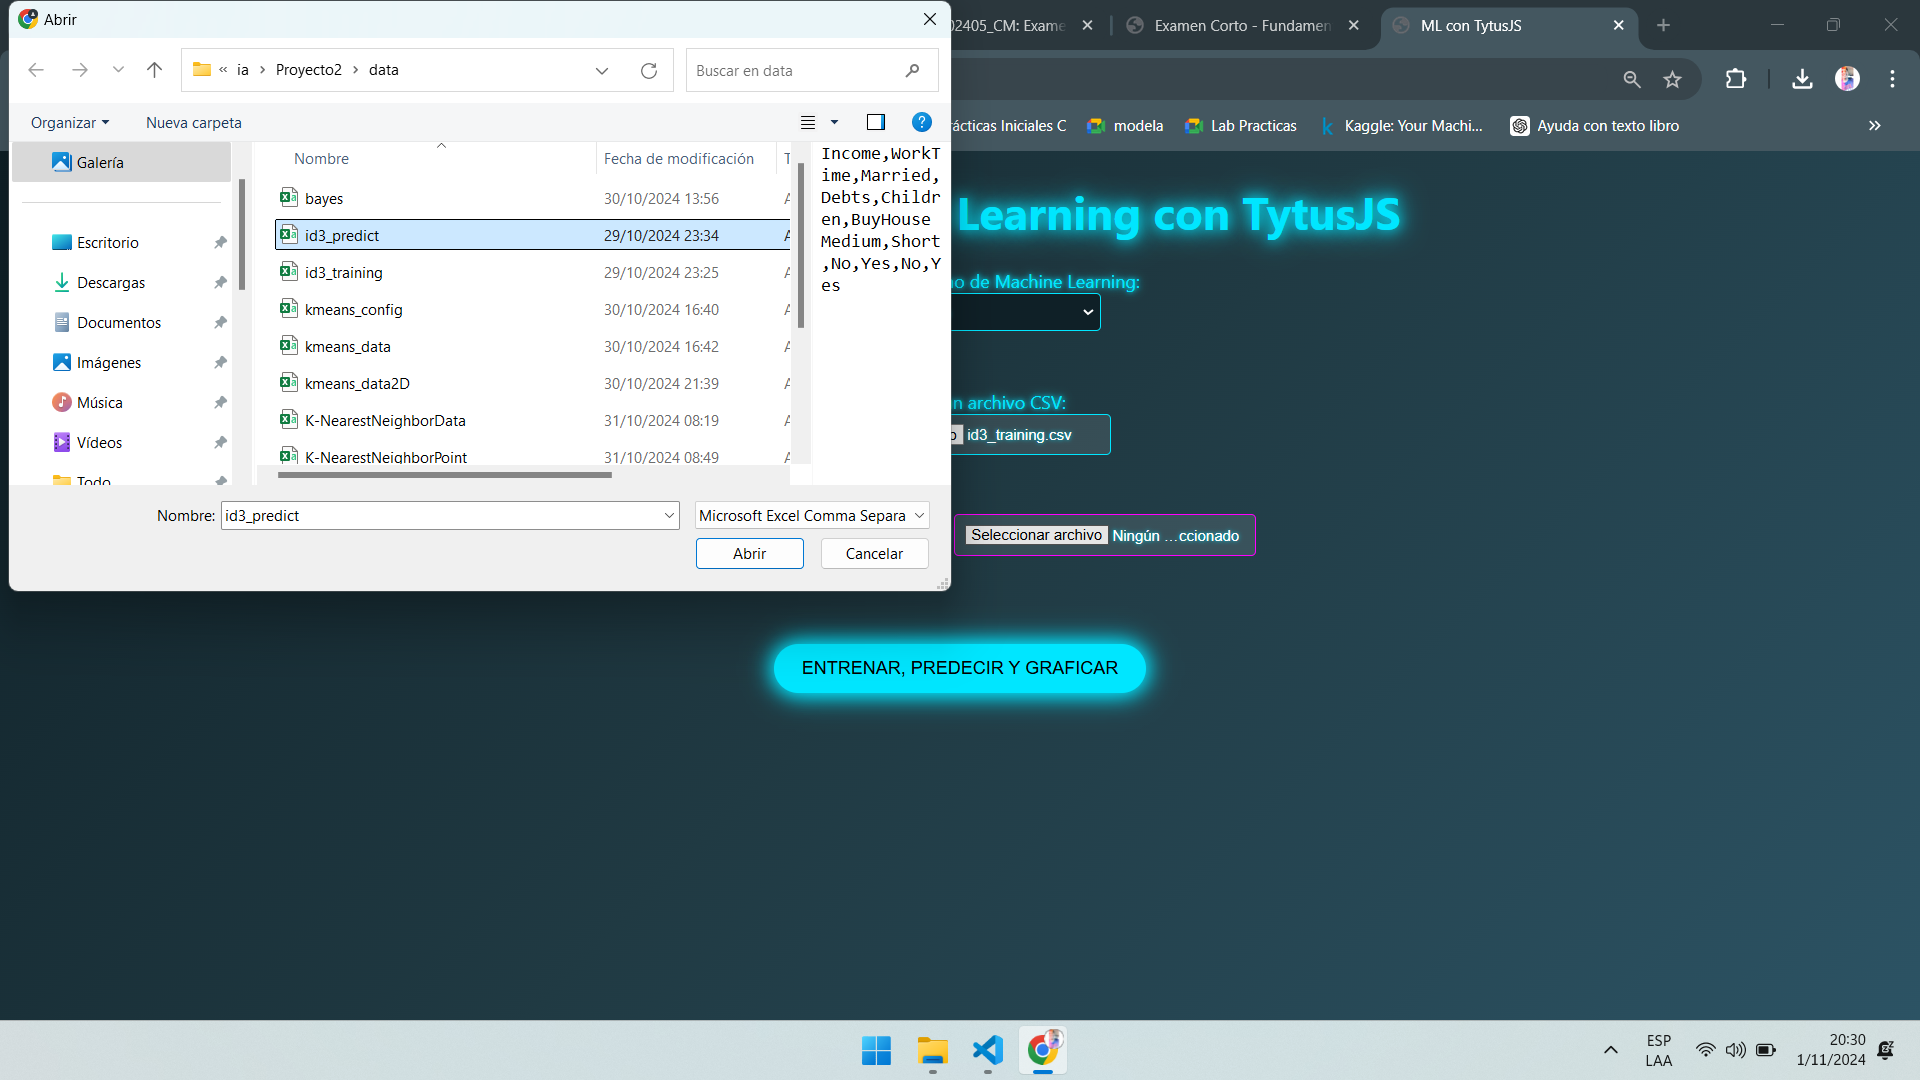 Abrir
« ia > Proyecto2 > data
Buscar en data
Organizar
Nueva carpeta
Galería
Escritorio
Descargas
Documentos
Imágenes
Música
Vídeos
Todo
Nombre
Fecha de modificación
bayes 30/10/2024 13:56
id3_predict 29/10/2024 23:34
id3_training 29/10/2024 23:25
kmeans_config 30/10/2024 16:40
kmeans_data 30/10/2024 16:42
kmeans_data2D 30/10/2024 21:39
K-NearestNeighborData 31/10/2024 08:19
K-NearestNeighborPoint 31/10/2024 08:49
Income,WorkT
ime,Married,
Debts,Childr
en,BuyHouse
Medium,Short
,No,Yes,No,Y
es
Nombre: id3_predict
Microsoft Excel Comma Separa
Abrir
Cancelar
02405_CM: Exame
Examen Corto - Fundamen
ML con TytusJS
ácticas Iniciales C
modela
Lab Practicas
Kaggle: Your Machi...
Ayuda con texto libro
Learning con TytusJS
no de Machine Learning:
n archivo CSV:
o id3_training.csv
Seleccionar archivo Ningún ...ccionado
ENTRENAR, PREDECIR Y GRAFICAR
ESP
LAA
20:30
1/11/2024